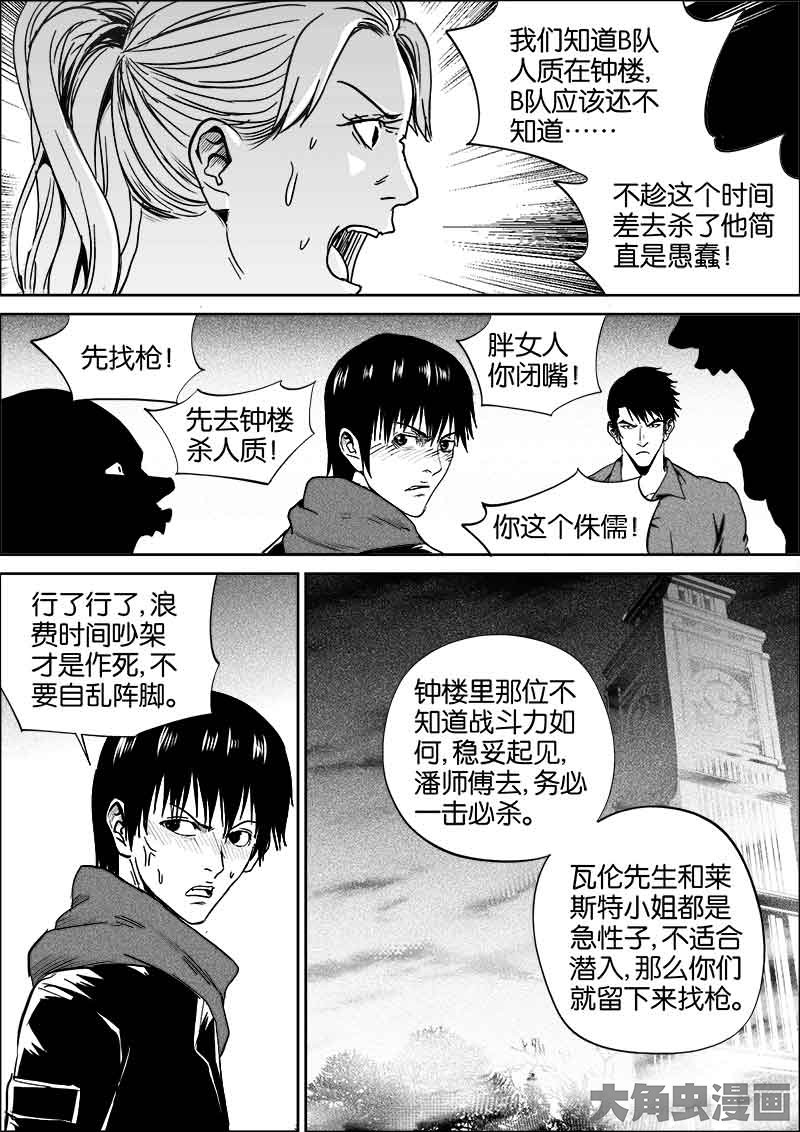 我们知道B队
人质在钟楼，
B队应该还不
知道……
不趁这个时间
差去杀了他简
直是愚蠢！
先找枪！
先去钟楼
杀人质！
胖女人
你闭嘴！
你这个侏儒！
行了行了，浪
费时间吵架
才是作死，不
要自乱阵脚。
钟楼里那位不
知道战斗力如
何，稳妥起见，
潘师傅去，务必
一击必杀。
瓦伦先生和莱
斯特小姐都是
急性子，不适合
潜入，那么你们
就留下来找枪。
大角虫漫画